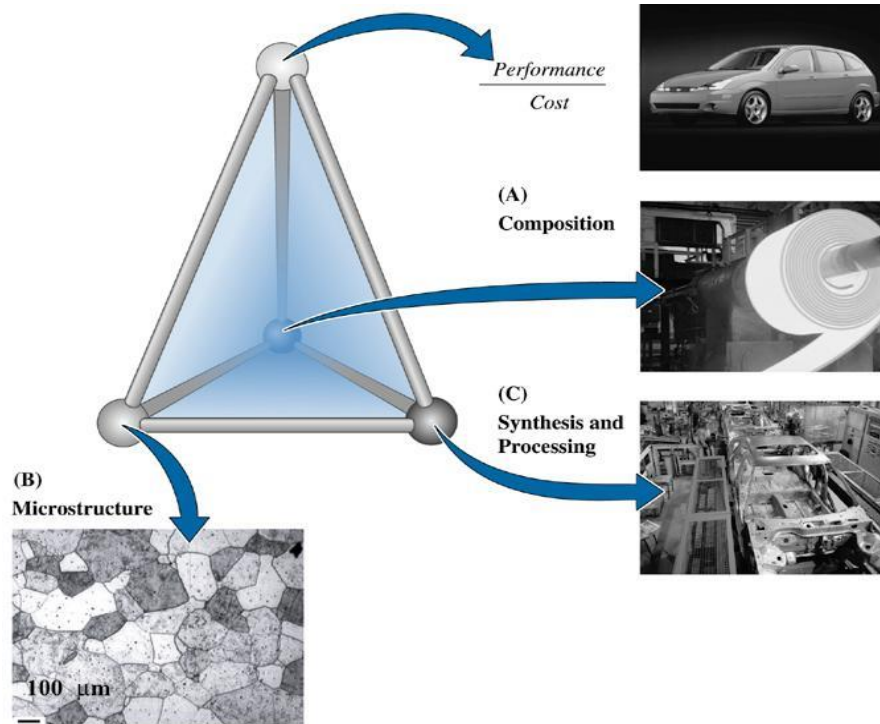 Performance
Cost
(A)
Composition
(C)
Synthesis and
Processing
(B)
Microstructure
100 μm